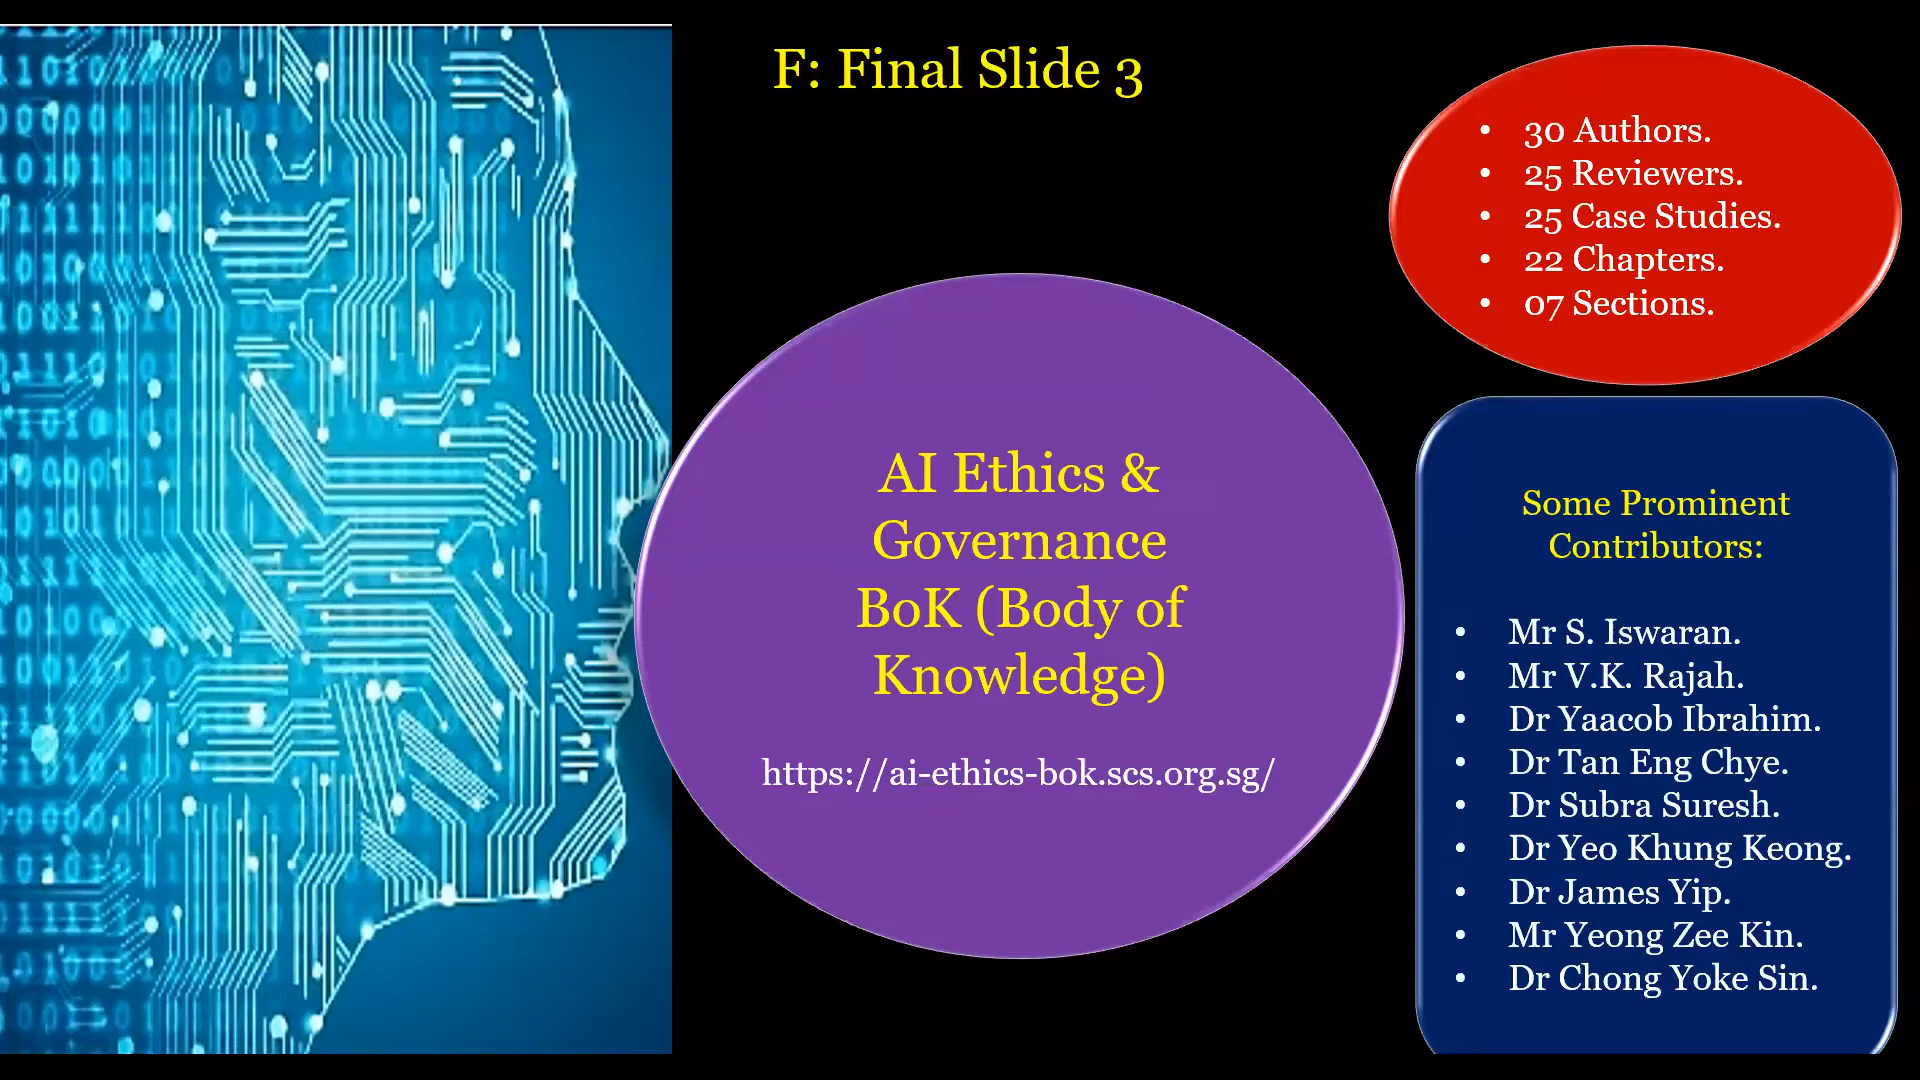 F: Final Slide 3
• 30 Authors.
• 25 Reviewers.
• 25 Case Studies.
• 22 Chapters.
• 07 Sections.
AI Ethics &
Governance
BoK (Body of
Knowledge)
https://ai-ethics-bok.scs.org.sg/
Some Prominent
Contributors:
• Mr S. Iswaran.
• Mr V.K. Rajah.
• Dr Yaacob Ibrahim.
• Dr Tan Eng Chye.
• Dr Subra Suresh.
• Dr Yeo Khung Keong.
• Dr James Yip.
• Mr Yeong Zee Kin.
• Dr Chong Yoke Sin.